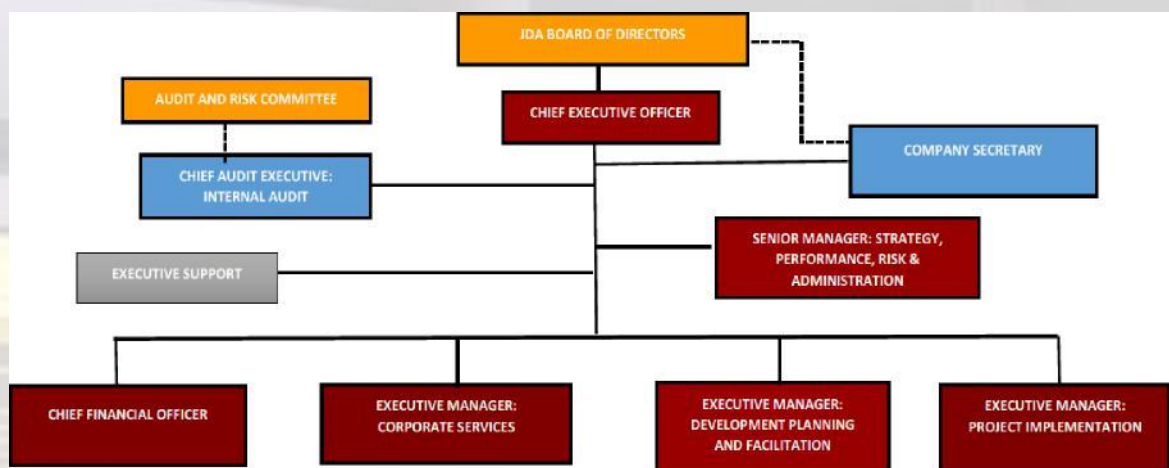 JDA BOARD OF DIRECTORS
AUDIT AND RISK COMMITTEE
CHIEF EXECUTIVE OFFICER
COMPANY SECRETARY
CHIEF AUDIT EXECUTIVE:
INTERNAL AUDIT
SENIOR MANAGER: STRATEGY,
PERFORMANCE, RISK &
ADMINISTRATION
EXECUTIVE SUPPORT
CHIEF FINANCIAL OFFICER
EXECUTIVE MANAGER:
CORPORATE SERVICES
EXECUTIVE MANAGER:
DEVELOPMENT PLANNING
AND FACILITATION
EXECUTIVE MANAGER:
PROJECT IMPLEMENTATION